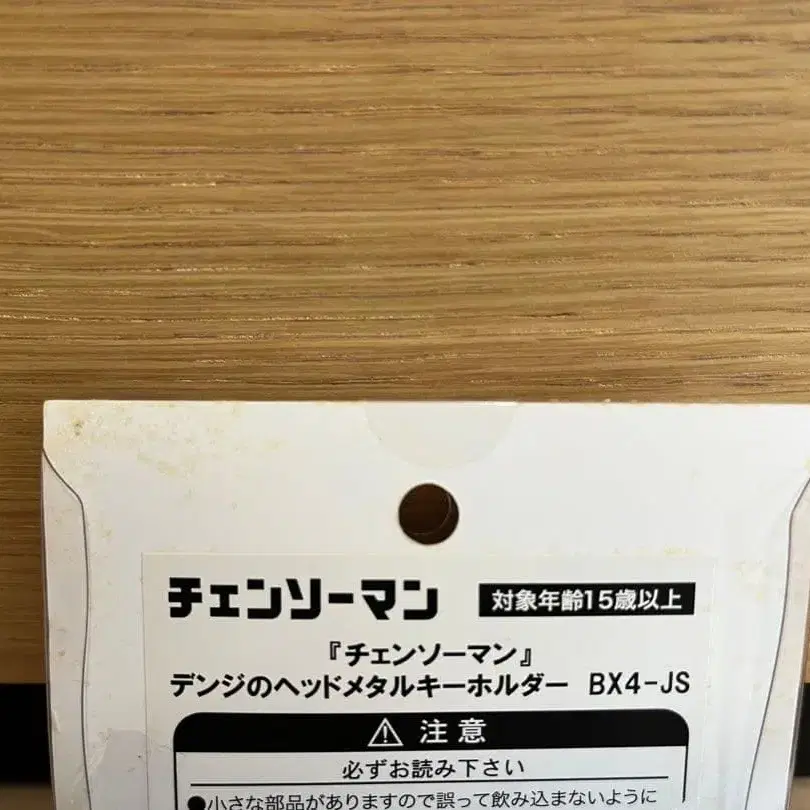 チェンソーマン 対象年齢15歳以上
『チェンソーマン』
デンジのヘッドメタルキーホルダー BX4-JS
⚠ 注意
必ずお読み下さい
●小さな部品がありますので誤って飲み込まないように